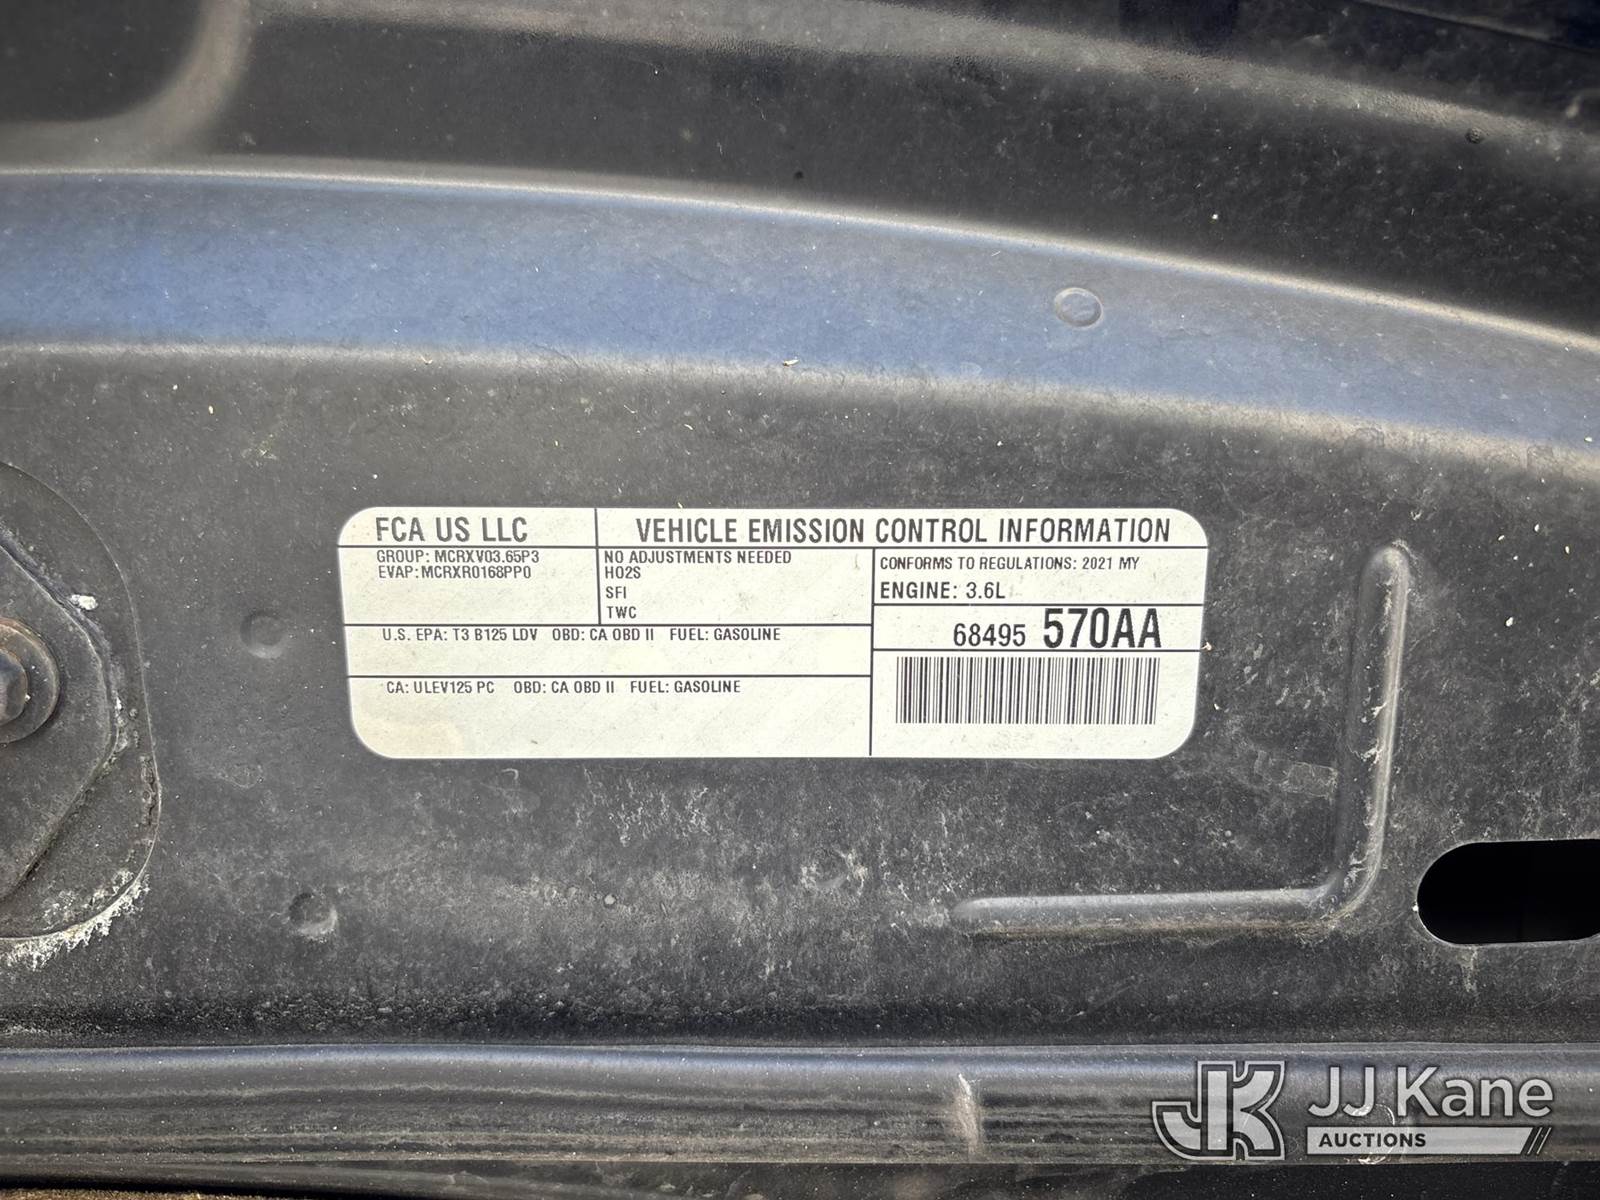 FCA US LLC
VEHICLE EMISSION CONTROL INFORMATION
GROUP: MCRXV03.65P3
EVAP: MCRXR0168PP0
NO ADJUSTMENTS NEEDED
HO2S
SFI
TWC
CONFORMS TO REGULATIONS: 2021 MY
ENGINE: 3.6L
68495 570AA
U.S. EPA: T3 B125 LDV OBD: CA OBD II FUEL: GASOLINE
CA: ULEV125 PC OBD: CA OBD II FUEL: GASOLINE
JK JJ Kane
AUCTIONS